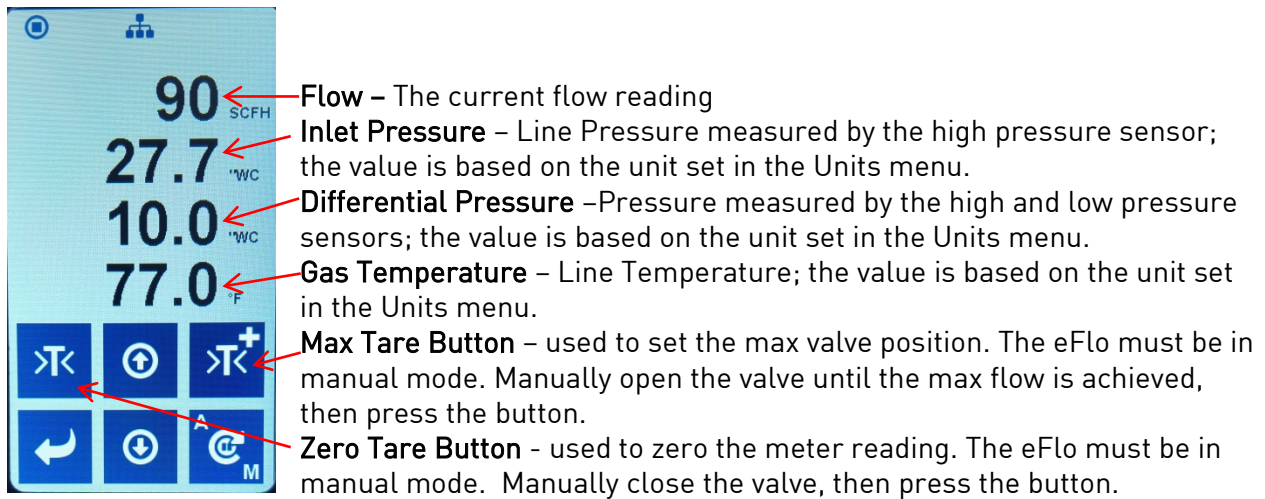 90 SCFH
27.7 "WC
10.0 "WC
77.0 °F
>T< >T<+
A M
Flow – The current flow reading
Inlet Pressure – Line Pressure measured by the high pressure sensor;
the value is based on the unit set in the Units menu.
Differential Pressure –Pressure measured by the high and low pressure
sensors; the value is based on the unit set in the Units menu.
Gas Temperature – Line Temperature; the value is based on the unit set
in the Units menu.
Max Tare Button – used to set the max valve position. The eFlo must be in
manual mode. Manually open the valve until the max flow is achieved,
then press the button.
Zero Tare Button - used to zero the meter reading. The eFlo must be in
manual mode.  Manually close the valve, then press the button.